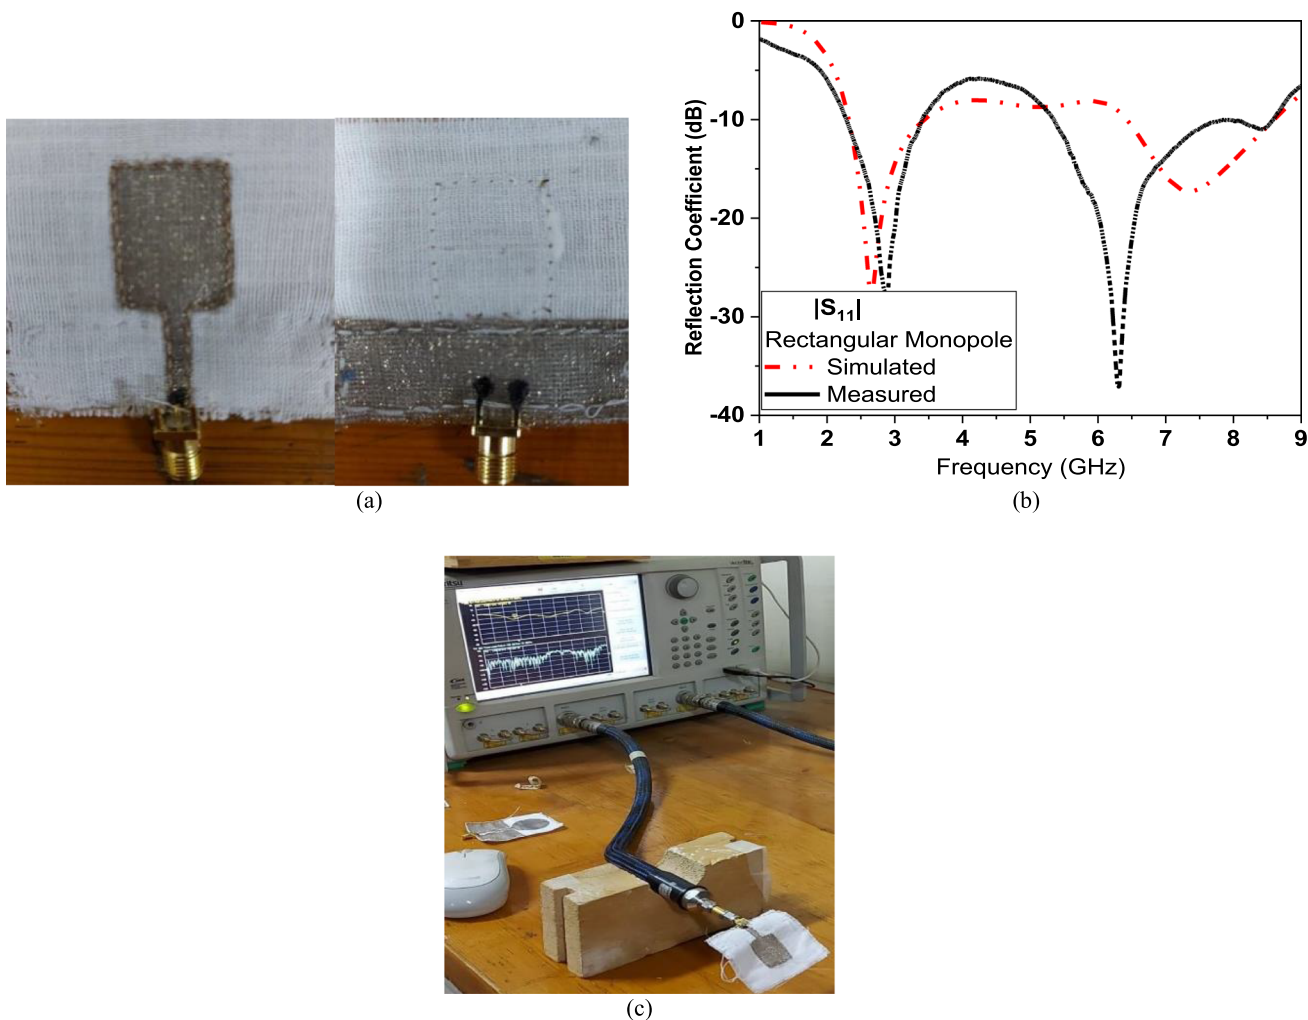 0
-10
-20
-30
-40
Reflection Coefficient (dB)
|S₁₁|
Rectangular Monopole
Simulated
Measured
1 2 3 4 5 6 7 8 9
Frequency (GHz)
(a)
(b)
(c)